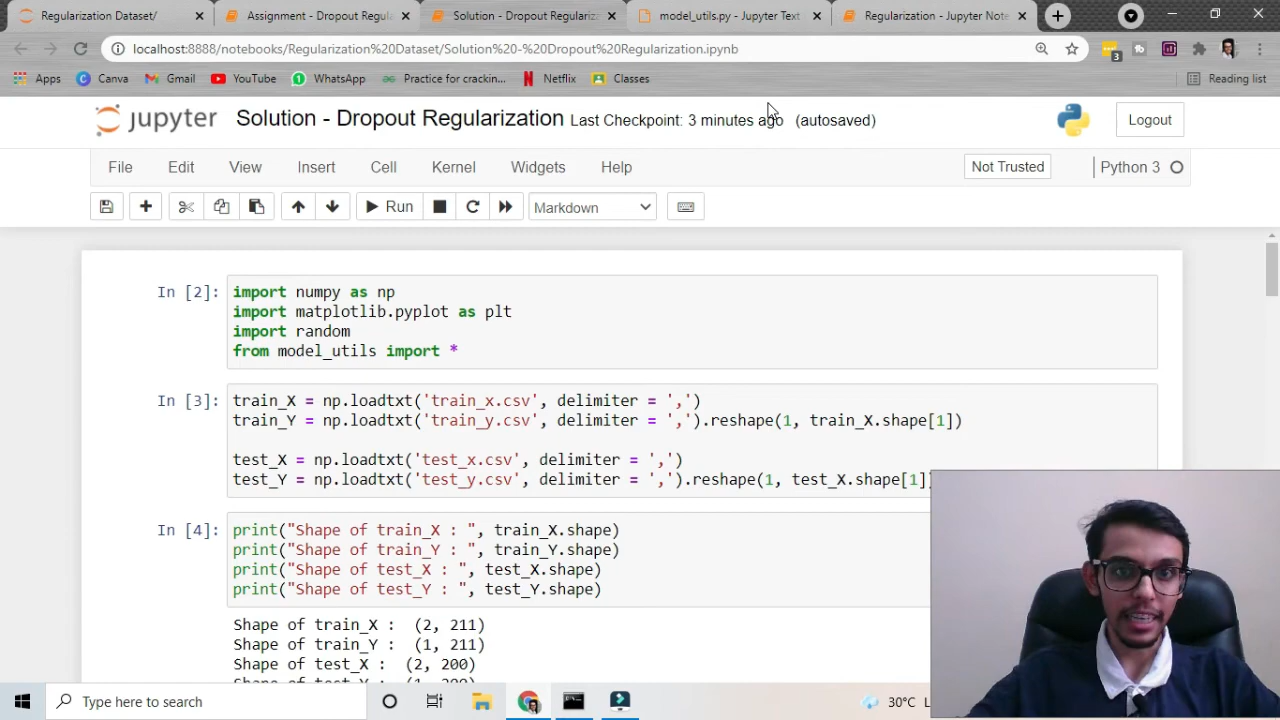 Regularization Dataset/
Assignment - Dropout Regula
Solution - Dropout Regulariza
model_utils.py - Jupyter Text
Regularization - Jupyter Note
localhost:8888/notebooks/Regularization%20Dataset/Solution%20-%20Dropout%20Regularization.ipynb
3
Apps
Canva
Gmail
YouTube
WhatsApp
Practice for crackin...
Netflix
Classes
Reading list
jupyter
Solution - Dropout Regularization Last Checkpoint: 3 minutes ago (autosaved)
Logout
File Edit View Insert Cell Kernel Widgets Help
Not Trusted
Python 3
Run
Markdown
In [2]:
import numpy as np
import matplotlib.pyplot as plt
import random
from model_utils import *
In [3]:
train_X = np.loadtxt('train_x.csv', delimiter = ',')
train_Y = np.loadtxt('train_y.csv', delimiter = ',').reshape(1, train_X.shape[1])
test_X = np.loadtxt('test_x.csv', delimiter = ',')
test_Y = np.loadtxt('test_y.csv', delimiter = ',').reshape(1, test_X.shape[1]
In [4]:
print("Shape of train_X : ", train_X.shape)
print("Shape of train_Y : ", train_Y.shape)
print("Shape of test_X : ", test_X.shape)
print("Shape of test_Y : ", test_Y.shape)
Shape of train_X :  (2, 211)
Shape of train_Y :  (1, 211)
Shape of test_X :  (2, 200)
Type here to search
30°C